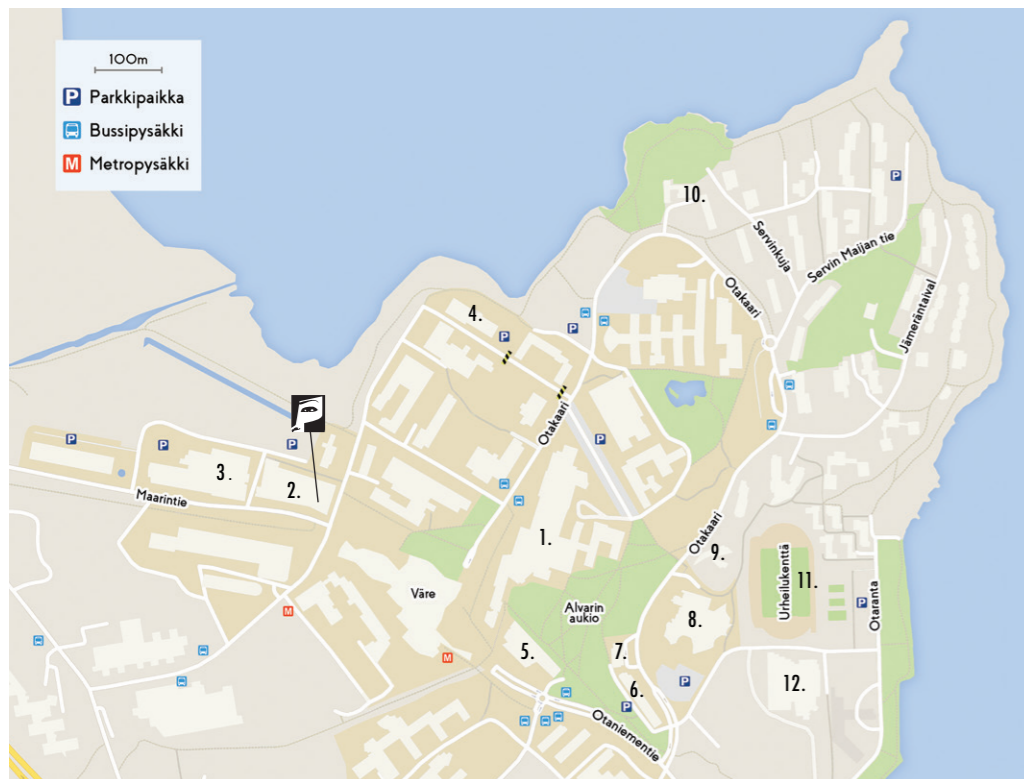 100m
P Parkkipaikka
Bussipysäkki
M Metropysäkki
10.
P
Servinkuja
Servin Maijan tie
Otakaari
Jämeräntaival
4.
P
P
Otakaari
P
P
P
P
3.
2.
Maarintie
1.
Otakaari
9.
Urheilukenttä
11.
P
Otaranta
Väre
Alvarin
aukio
M
8.
7.
5.
M
6.
P
P
12.
Otaniementie